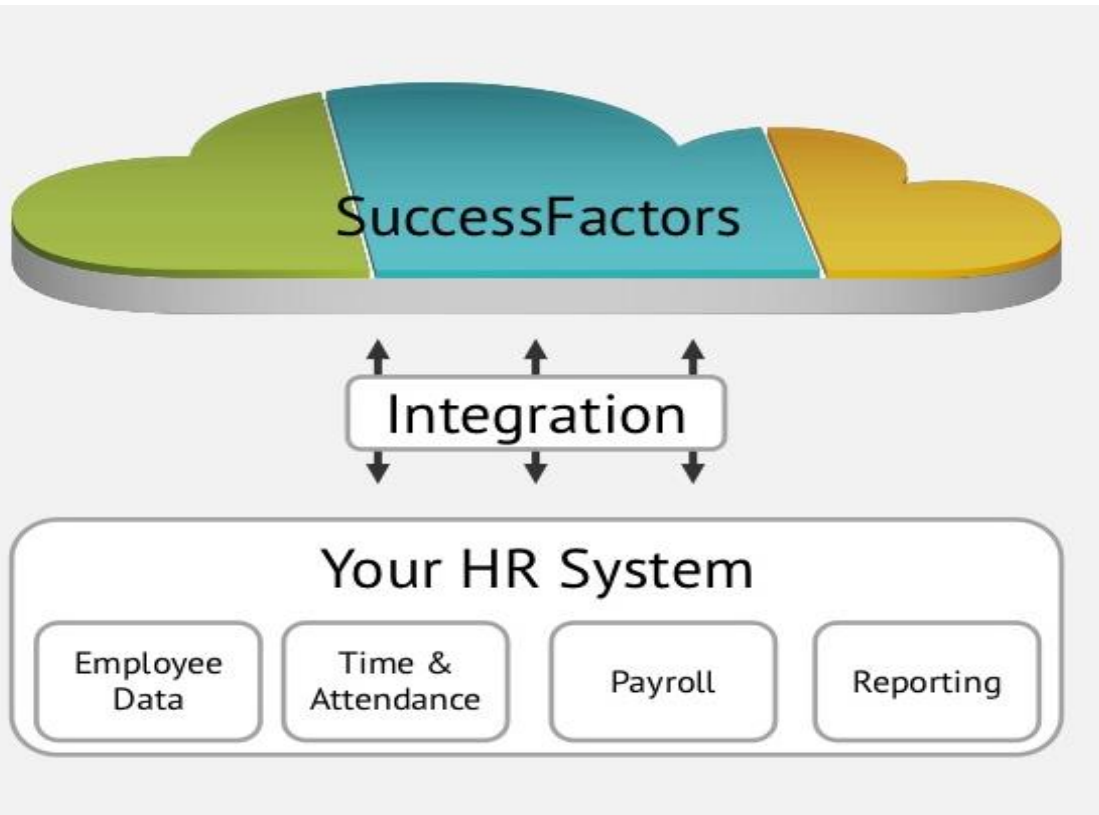 SuccessFactors
Integration
Your HR System
Employee
Data
Time &
Attendance
Payroll
Reporting